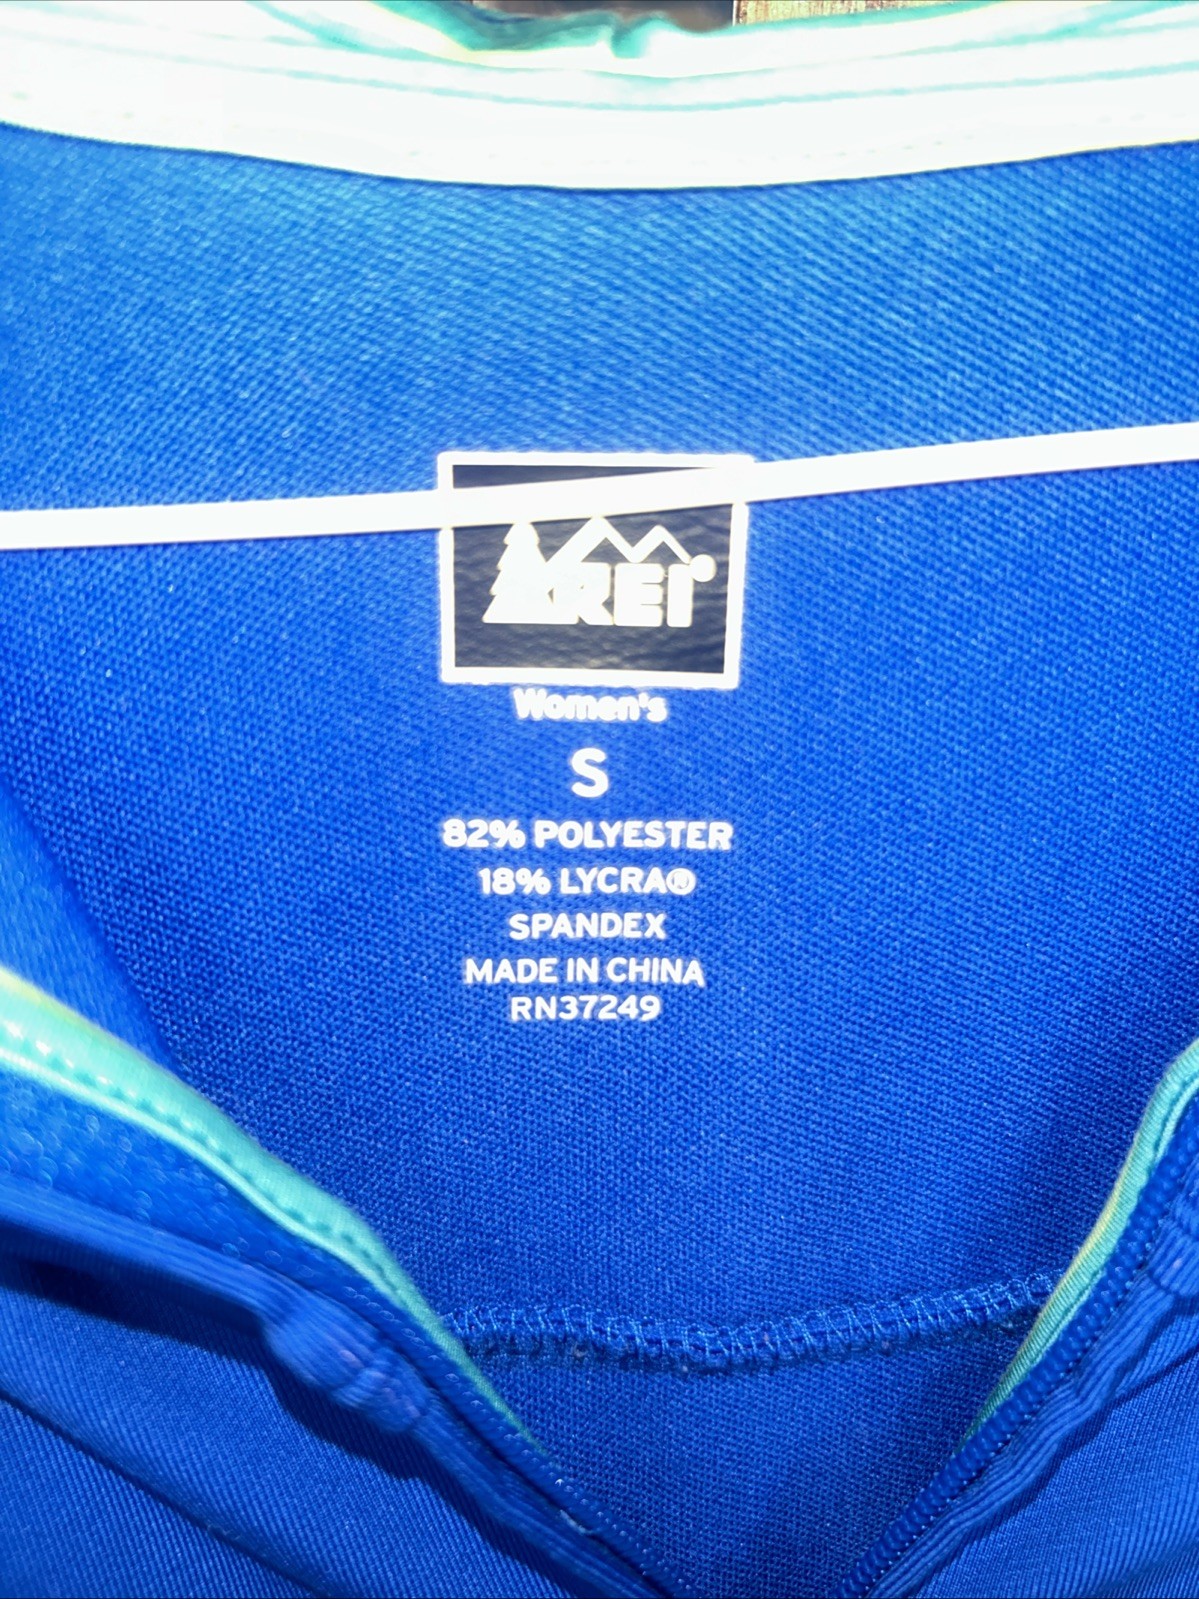 REI®
Women's
S
82% POLYESTER
18% LYCRA®
SPANDEX
MADE IN CHINA
RN37249